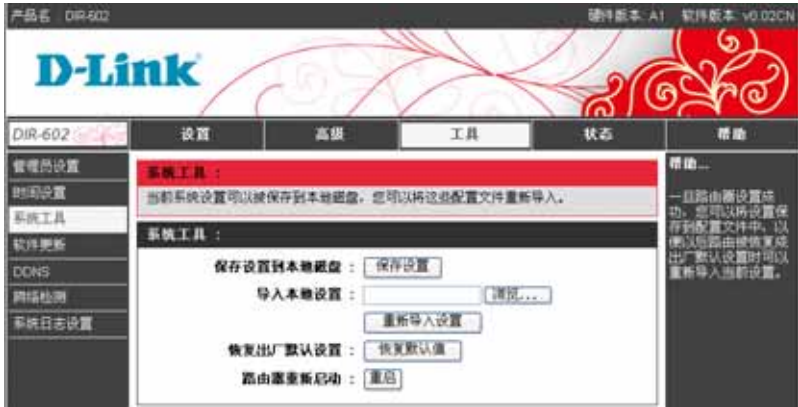 产品名 DIR-602 硬件版本: A1 软件版本: v0.02CN
D-Link
DIR-602 设置 高级 工具 状态 帮助
管理员设置
时间设置
系统工具
软件更新
DDNS
网络检测
系统日志设置
系统工具 :
当前系统设置可以被保存到本地磁盘。您可以将这些配置文件重新导入。
系统工具 :
保存设置到本地磁盘 : 保存设置
导入本地设置 : 浏览...
重新导入设置
恢复出厂默认设置 : 恢复默认值
路由器重新启动 : 重启
帮助...
一旦路由器设置成
功，您可以将设置保
存到配置文件中，以
便以后路由被恢复成
出厂默认设置时可以
重新导入当前设置。